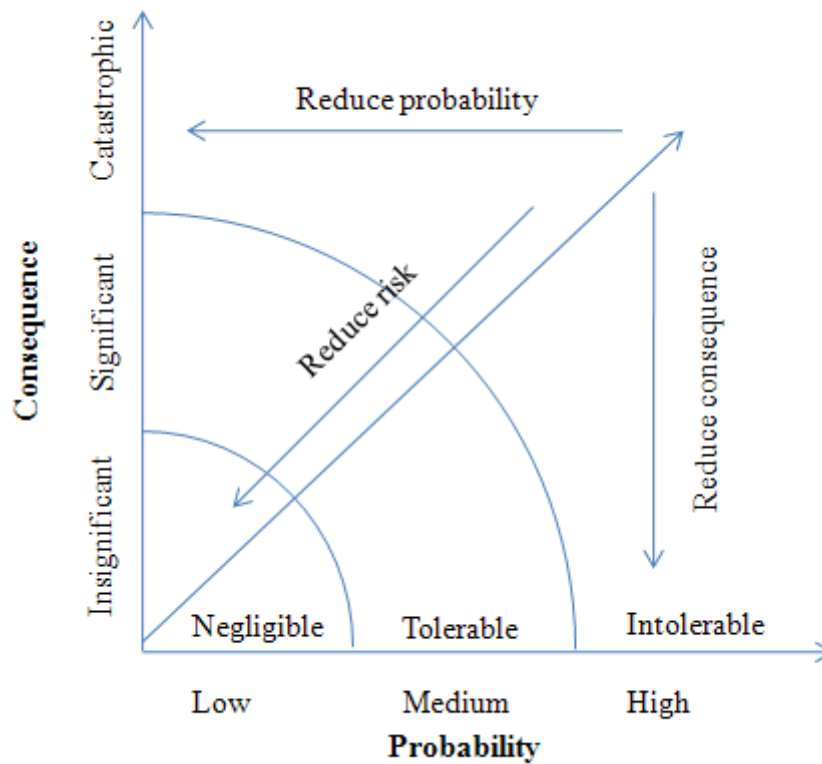 Catastrophic
Reduce probability
Consequence
Significant
Reduce risk
Reduce consequence
Insignificant
Negligible
Tolerable
Intolerable
Low
Medium
High
Probability